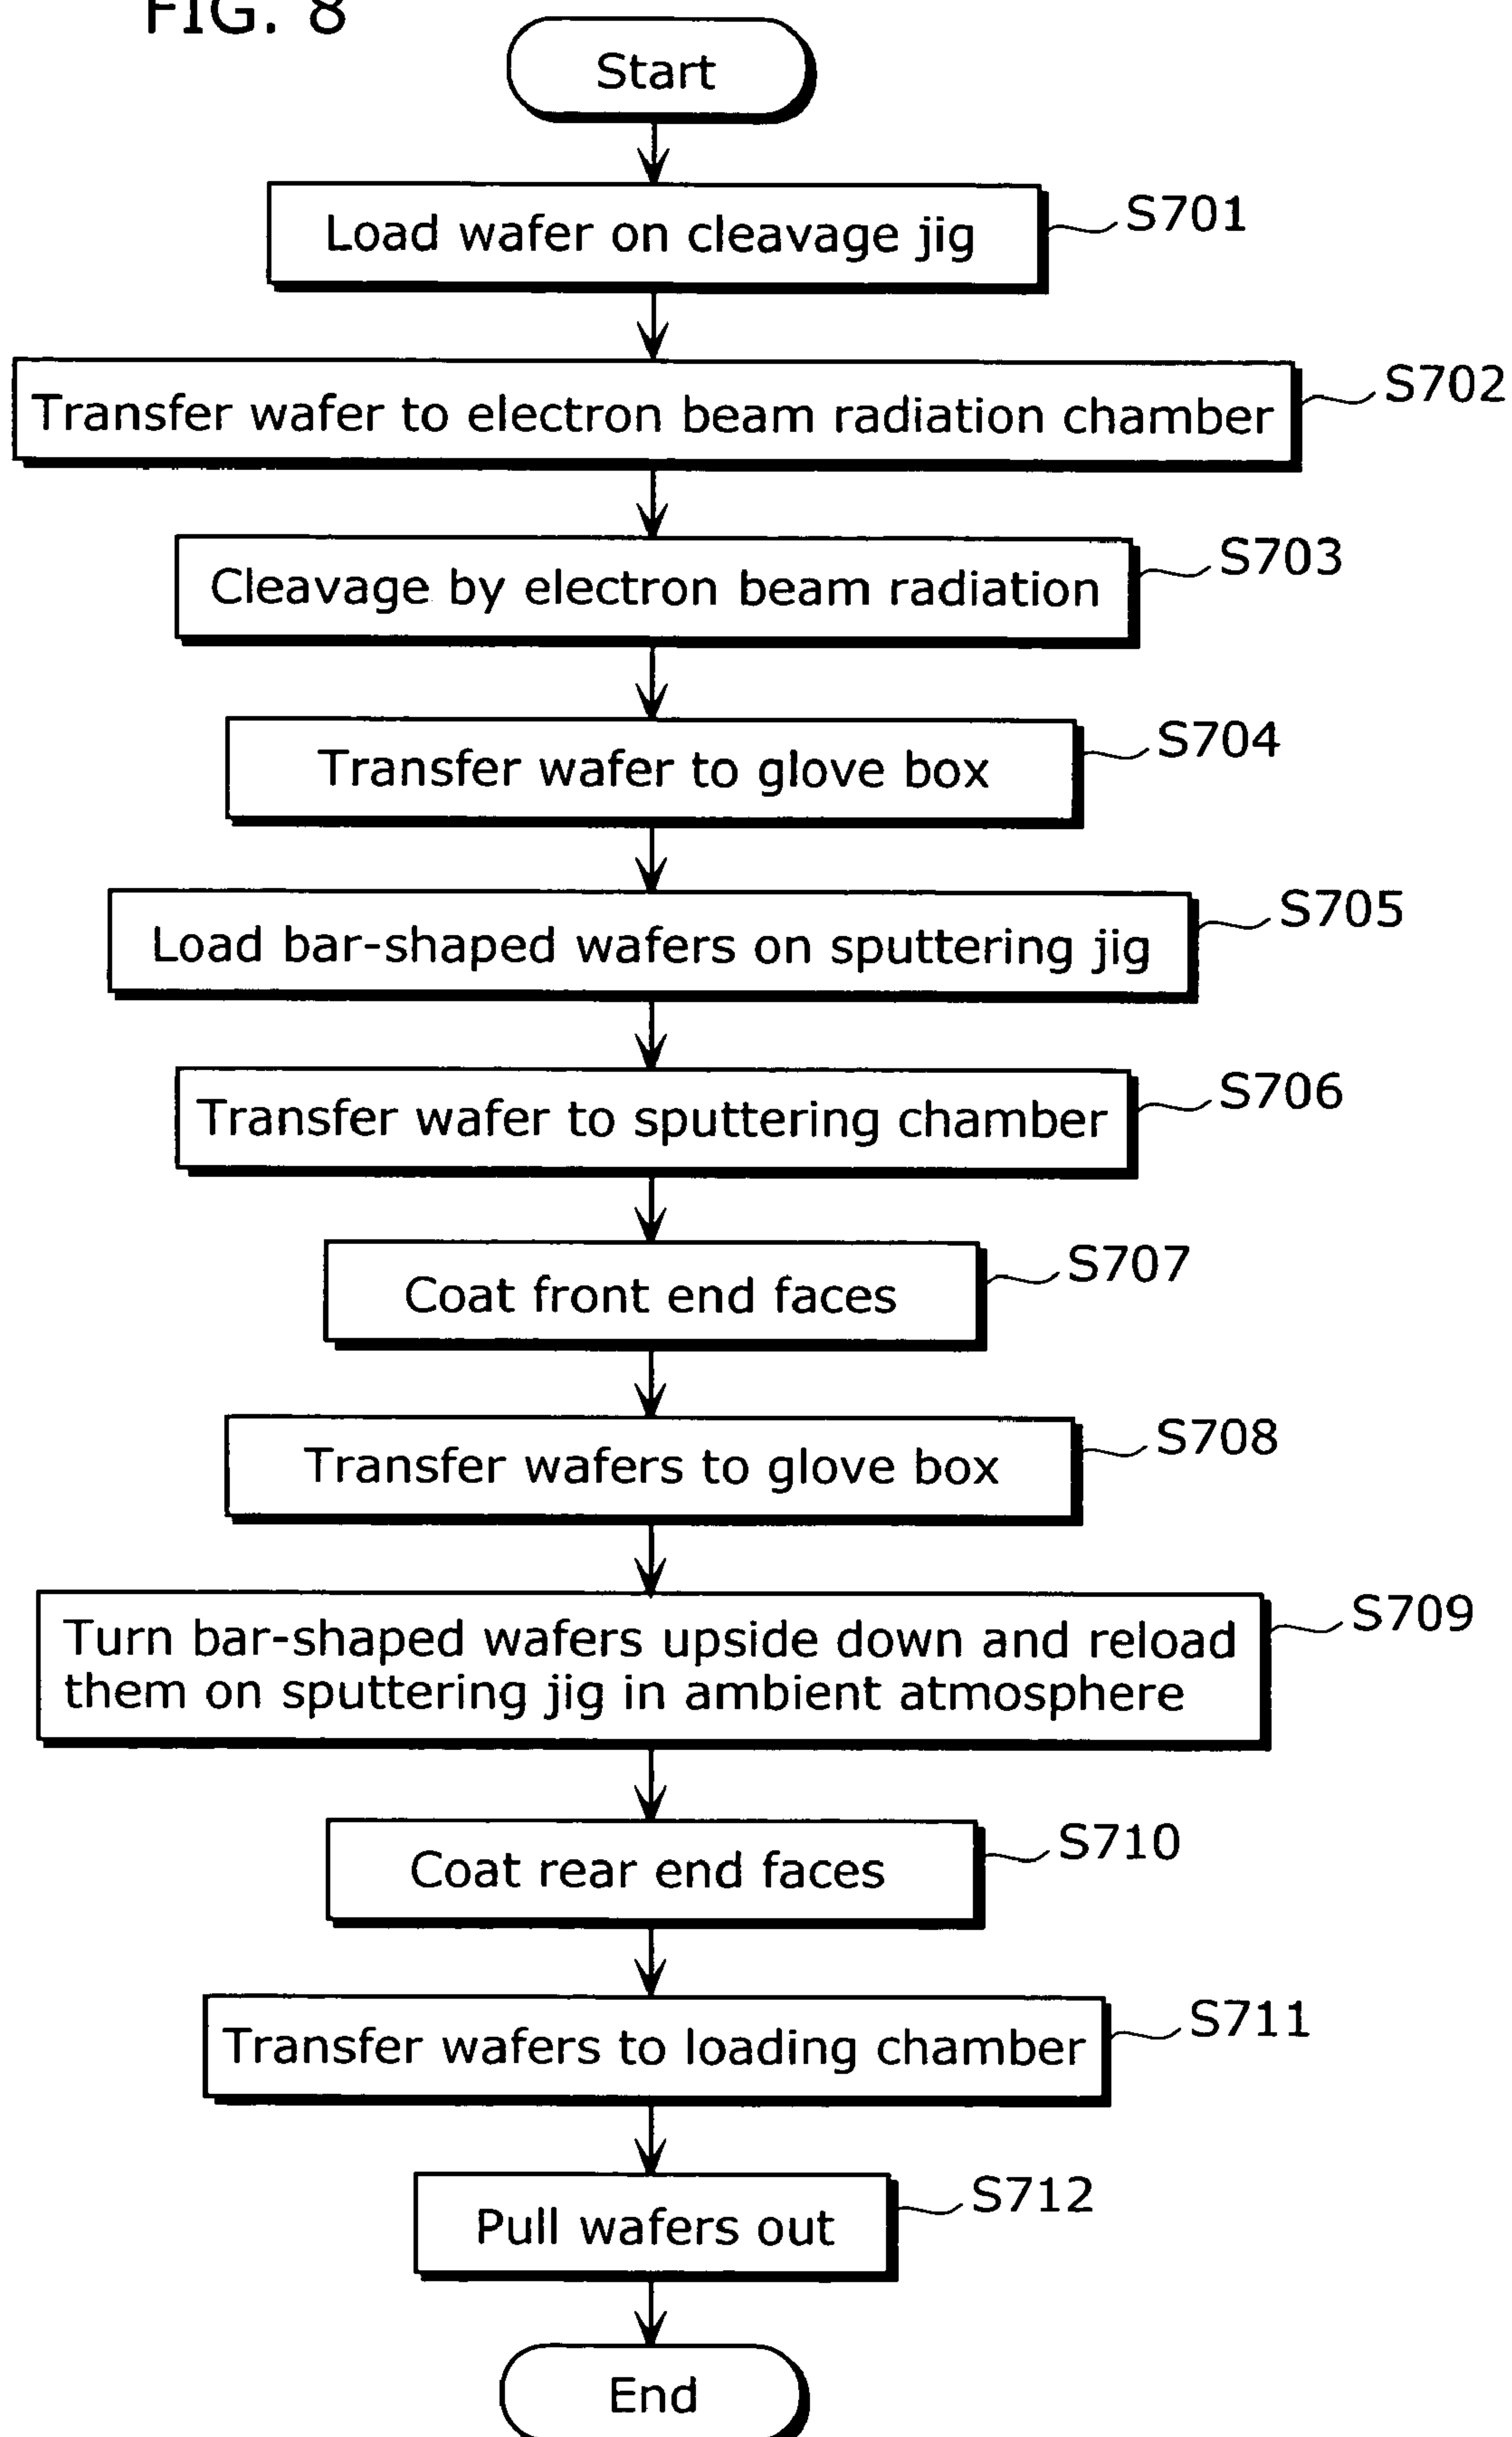 FIG. 8
Start
Load wafer on cleavage jig
S701
Transfer wafer to electron beam radiation chamber
S702
Cleavage by electron beam radiation
S703
Transfer wafer to glove box
S704
Load bar-shaped wafers on sputtering jig
S705
Transfer wafer to sputtering chamber
S706
Coat front end faces
S707
Transfer wafers to glove box
S708
Turn bar-shaped wafers upside down and reload
them on sputtering jig in ambient atmosphere
S709
Coat rear end faces
S710
Transfer wafers to loading chamber
S711
Pull wafers out
S712
End